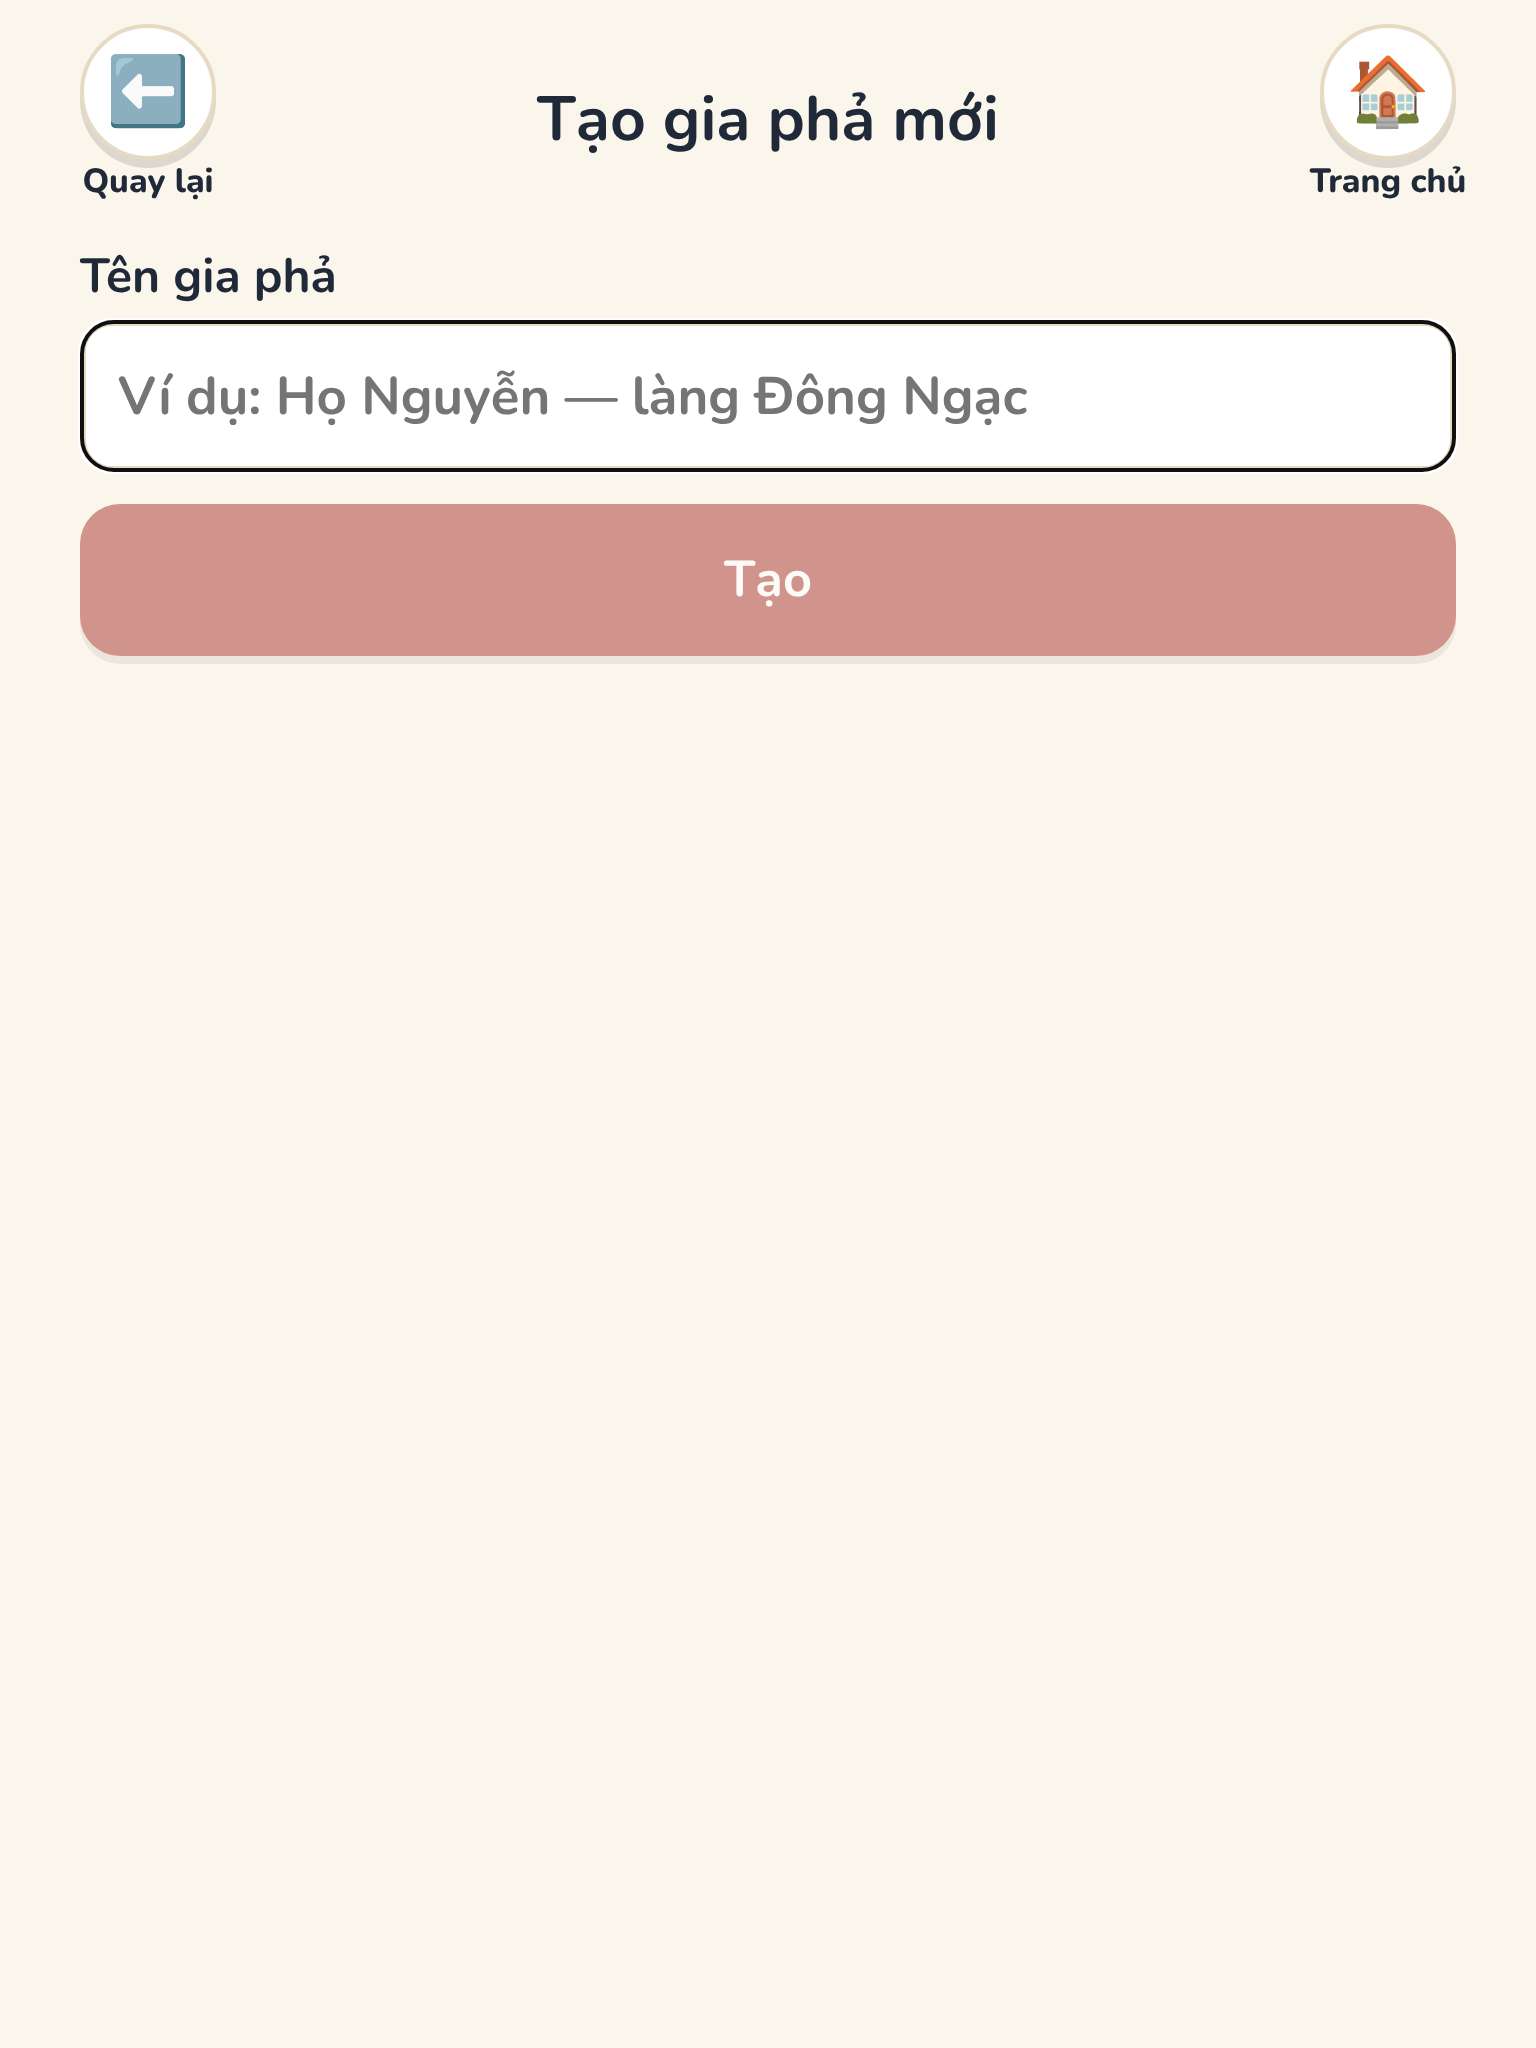 Tạo gia phả mới
Quay lại
Trang chủ
Tên gia phả
Ví dụ: Họ Nguyễn — làng Đông Ngạc
Tạo